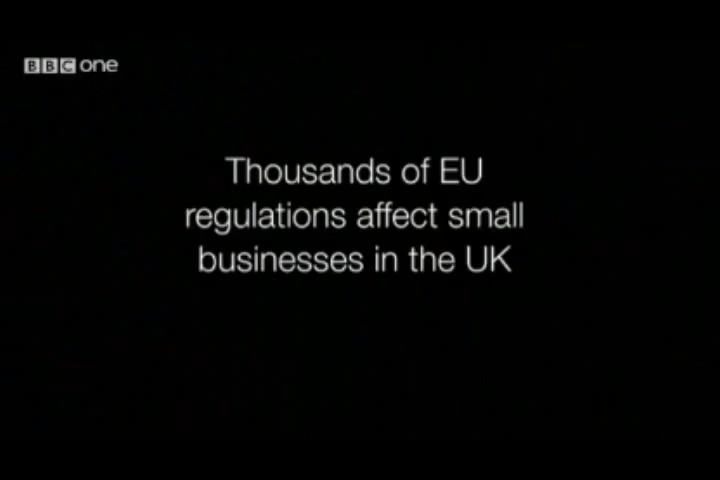 BBC one
Thousands of EU
regulations affect small
businesses in the UK